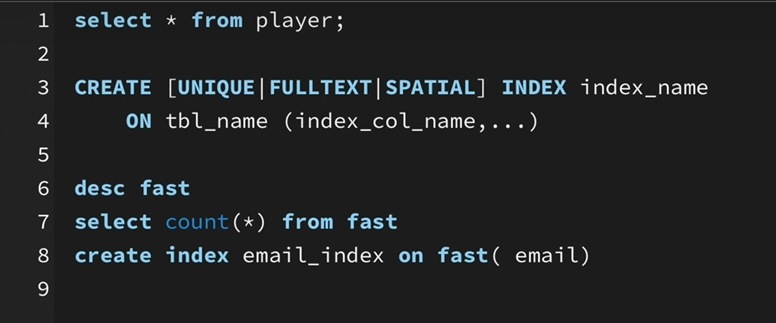 1 select * from player;
2
3 CREATE [UNIQUE|FULLTEXT|SPATIAL] INDEX index_name
4     ON tbl_name (index_col_name,...)
5
6 desc fast
7 select count(*) from fast
8 create index email_index on fast( email)
9